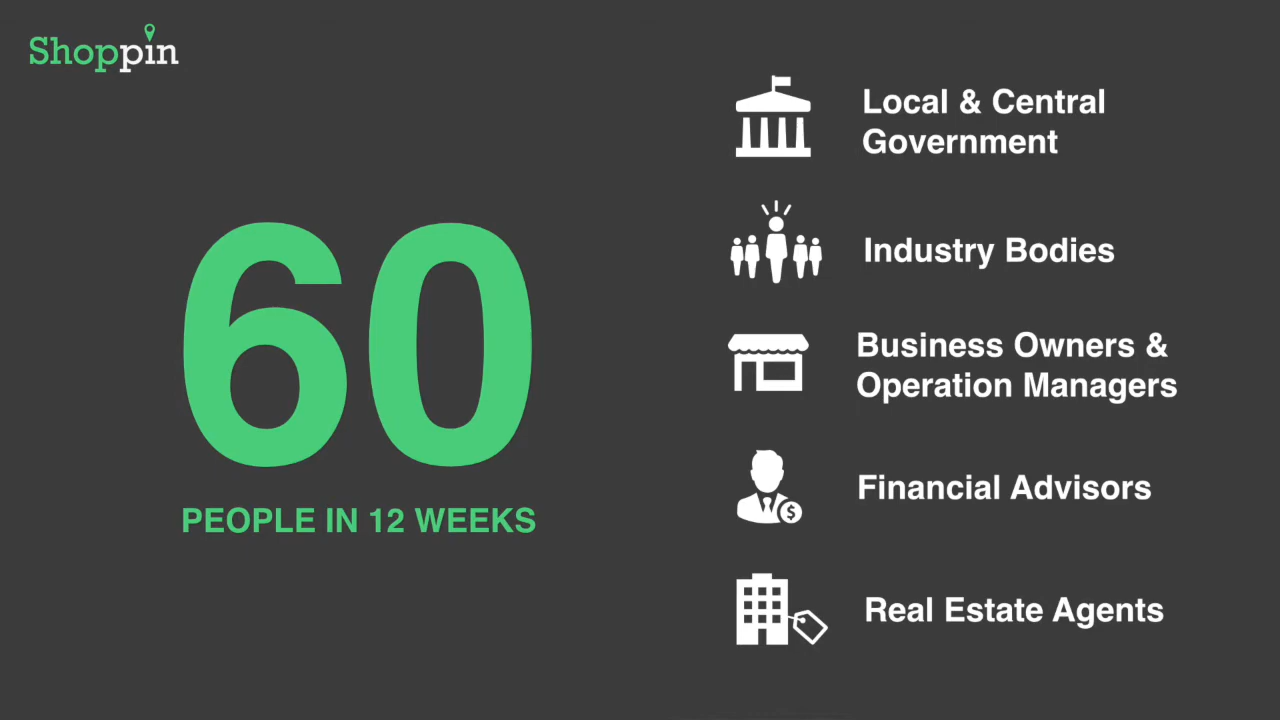 Shoppin
60
PEOPLE IN 12 WEEKS
Local & Central
Government
Industry Bodies
Business Owners &
Operation Managers
Financial Advisors
$
Real Estate Agents